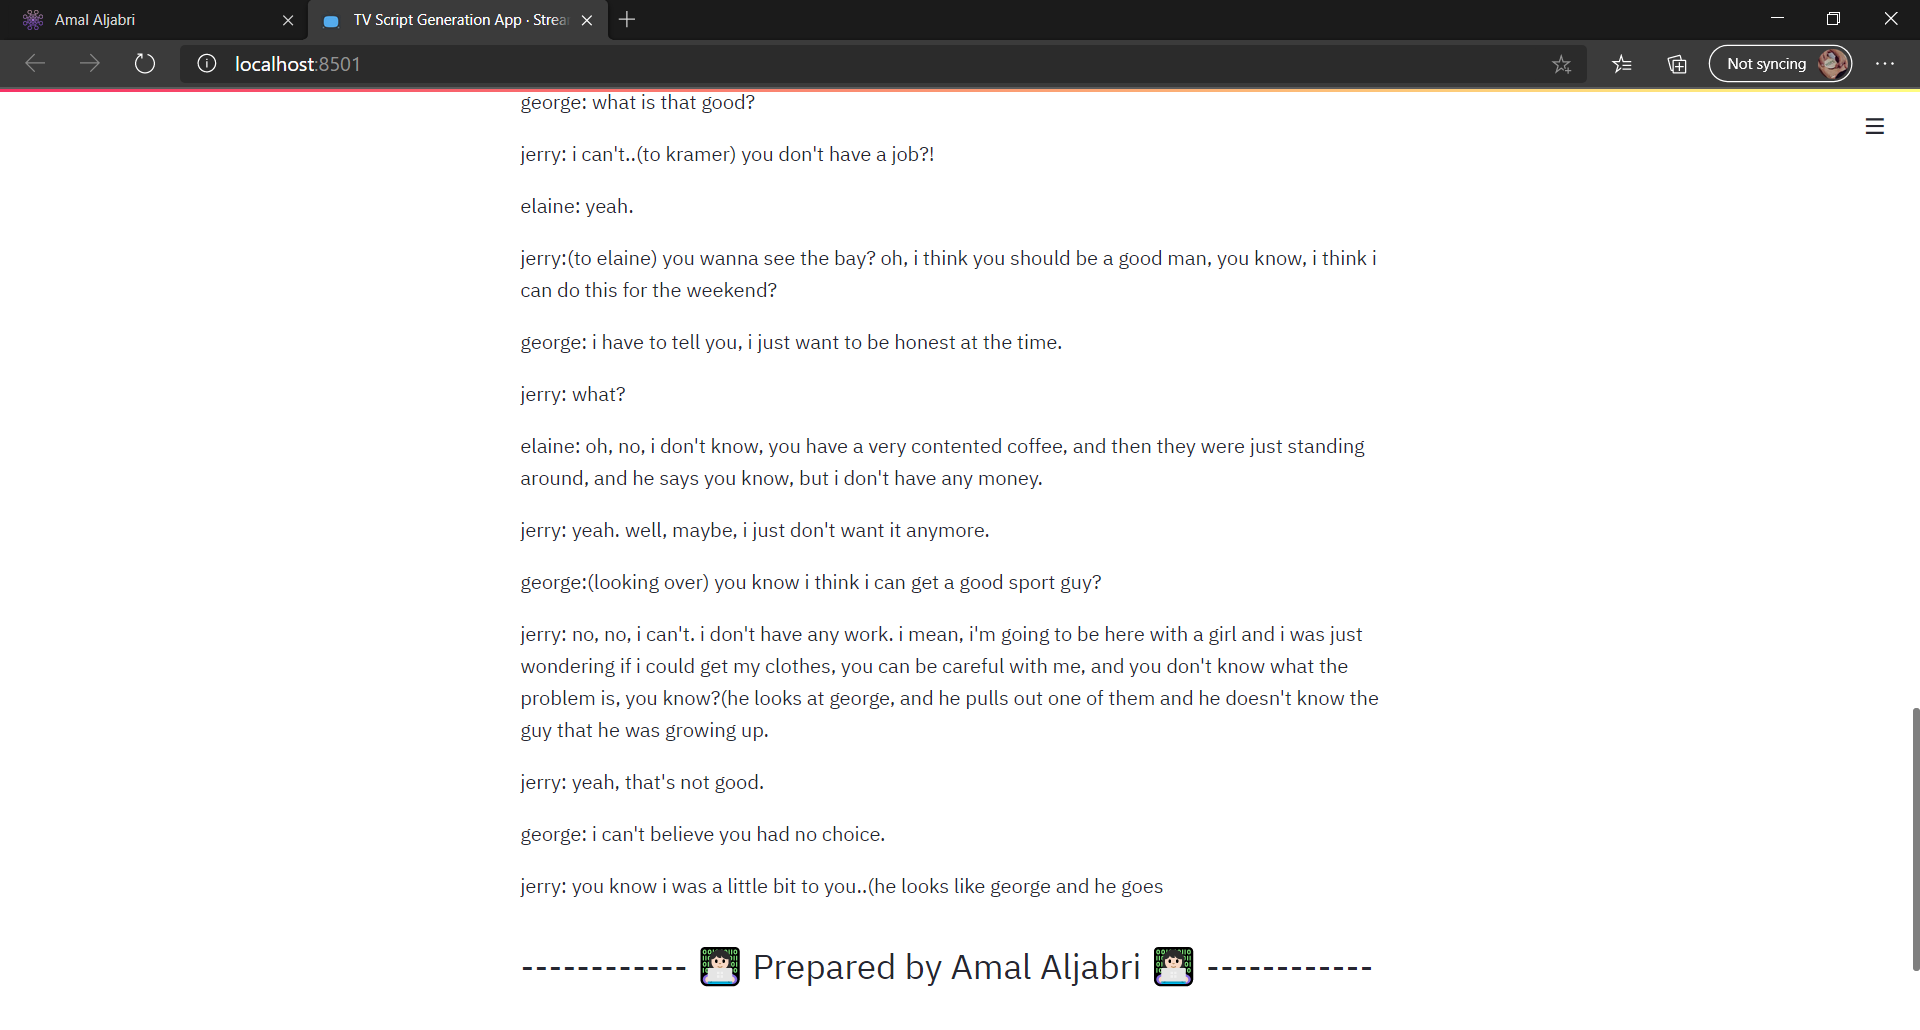 Amal Aljabri
TV Script Generation App · Strea
localhost:8501
Not syncing
george: what is that good?
jerry: i can't..(to kramer) you don't have a job?!
elaine: yeah.
jerry:(to elaine) you wanna see the bay? oh, i think you should be a good man, you know, i think i
can do this for the weekend?
george: i have to tell you, i just want to be honest at the time.
jerry: what?
elaine: oh, no, i don't know, you have a very contented coffee, and then they were just standing
around, and he says you know, but i don't have any money.
jerry: yeah. well, maybe, i just don't want it anymore.
george:(looking over) you know i think i can get a good sport guy?
jerry: no, no, i can't. i don't have any work. i mean, i'm going to be here with a girl and i was just
wondering if i could get my clothes, you can be careful with me, and you don't know what the
problem is, you know?(he looks at george, and he pulls out one of them and he doesn't know the
guy that he was growing up.
jerry: yeah, that's not good.
george: i can't believe you had no choice.
jerry: you know i was a little bit to you..(he looks like george and he goes
------------ Prepared by Amal Aljabri ------------